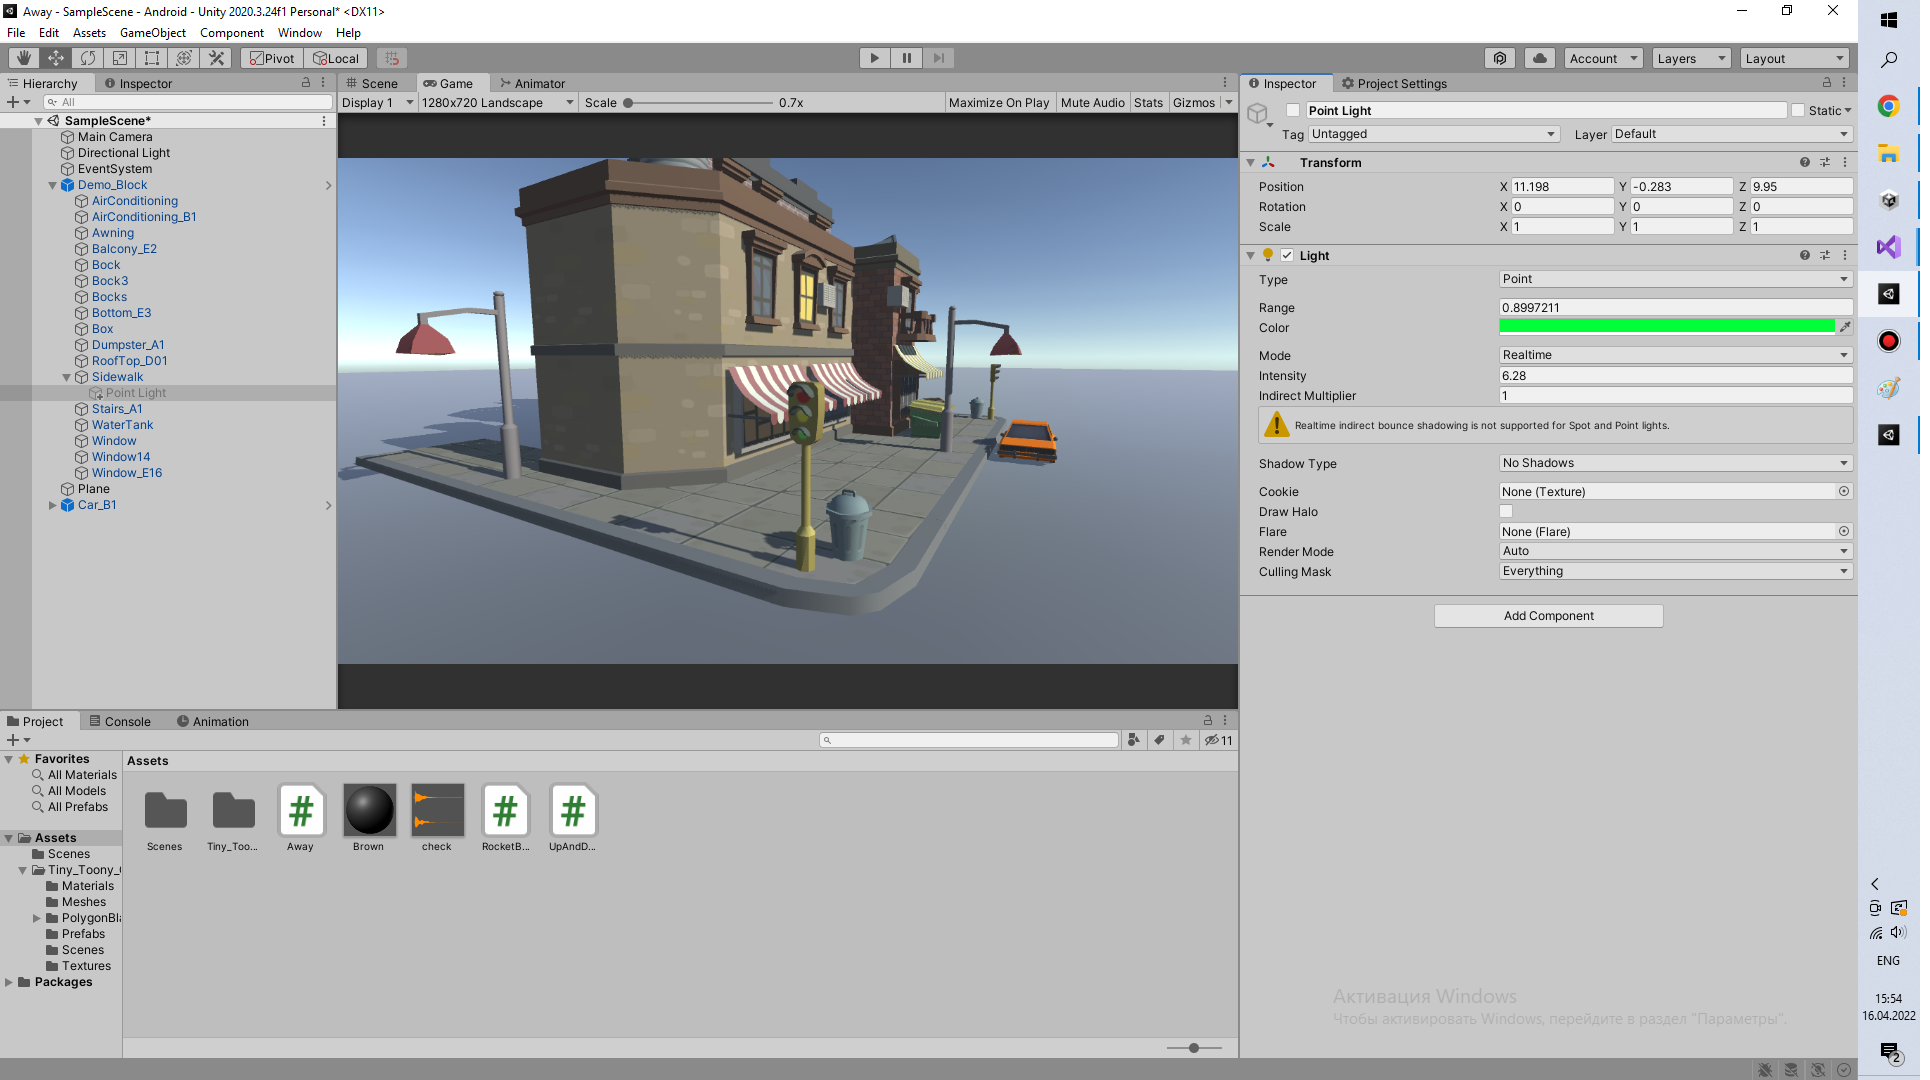 Away - SampleScene - Android - Unity 2020.3.24f1 Personal* <DX11>
File Edit Assets GameObject Component Window Help
Pivot Local Account Layers Layout
Hierarchy Inspector
All
SampleScene*
Main Camera
Directional Light
EventSystem
Demo_Block
AirConditioning
AirConditioning_B1
Awning
Balcony_E2
Bock
Bock3
Bocks
Bottom_E3
Box
Dumpster_A1
RoofTop_D01
Sidewalk
Point Light
Stairs_A1
WaterTank
Window
Window14
Window_E16
Plane
Car_B1
Scene Game Animator
Display 1 1280x720 Landscape Scale 0.7x Maximize On Play Mute Audio Stats Gizmos
Inspector Project Settings
Point Light Static
Tag Untagged Layer Default
Transform
Position X 11.198 Y -0.283 Z 9.95
Rotation X 0 Y 0 Z 0
Scale X 1 Y 1 Z 1
Light
Type Point
Range 0.8997211
Color
Mode Realtime
Intensity 6.28
Indirect Multiplier 1
Realtime indirect bounce shadowing is not supported for Spot and Point lights.
Shadow Type No Shadows
Cookie None (Texture)
Draw Halo
Flare None (Flare)
Render Mode Auto
Culling Mask Everything
Add Component
Project Console Animation
11
Favorites
All Materials
All Models
All Prefabs
Assets
Scenes
Tiny_Toony_
Materials
Meshes
PolygonBla
Prefabs
Scenes
Textures
Packages
Assets
Scenes Tiny_Too... Away Brown check RocketB... UpAndD...
Активация Windows
Чтобы активировать Windows, перейдите в раздел "Параметры".
ENG
15:54
16.04.2022
2